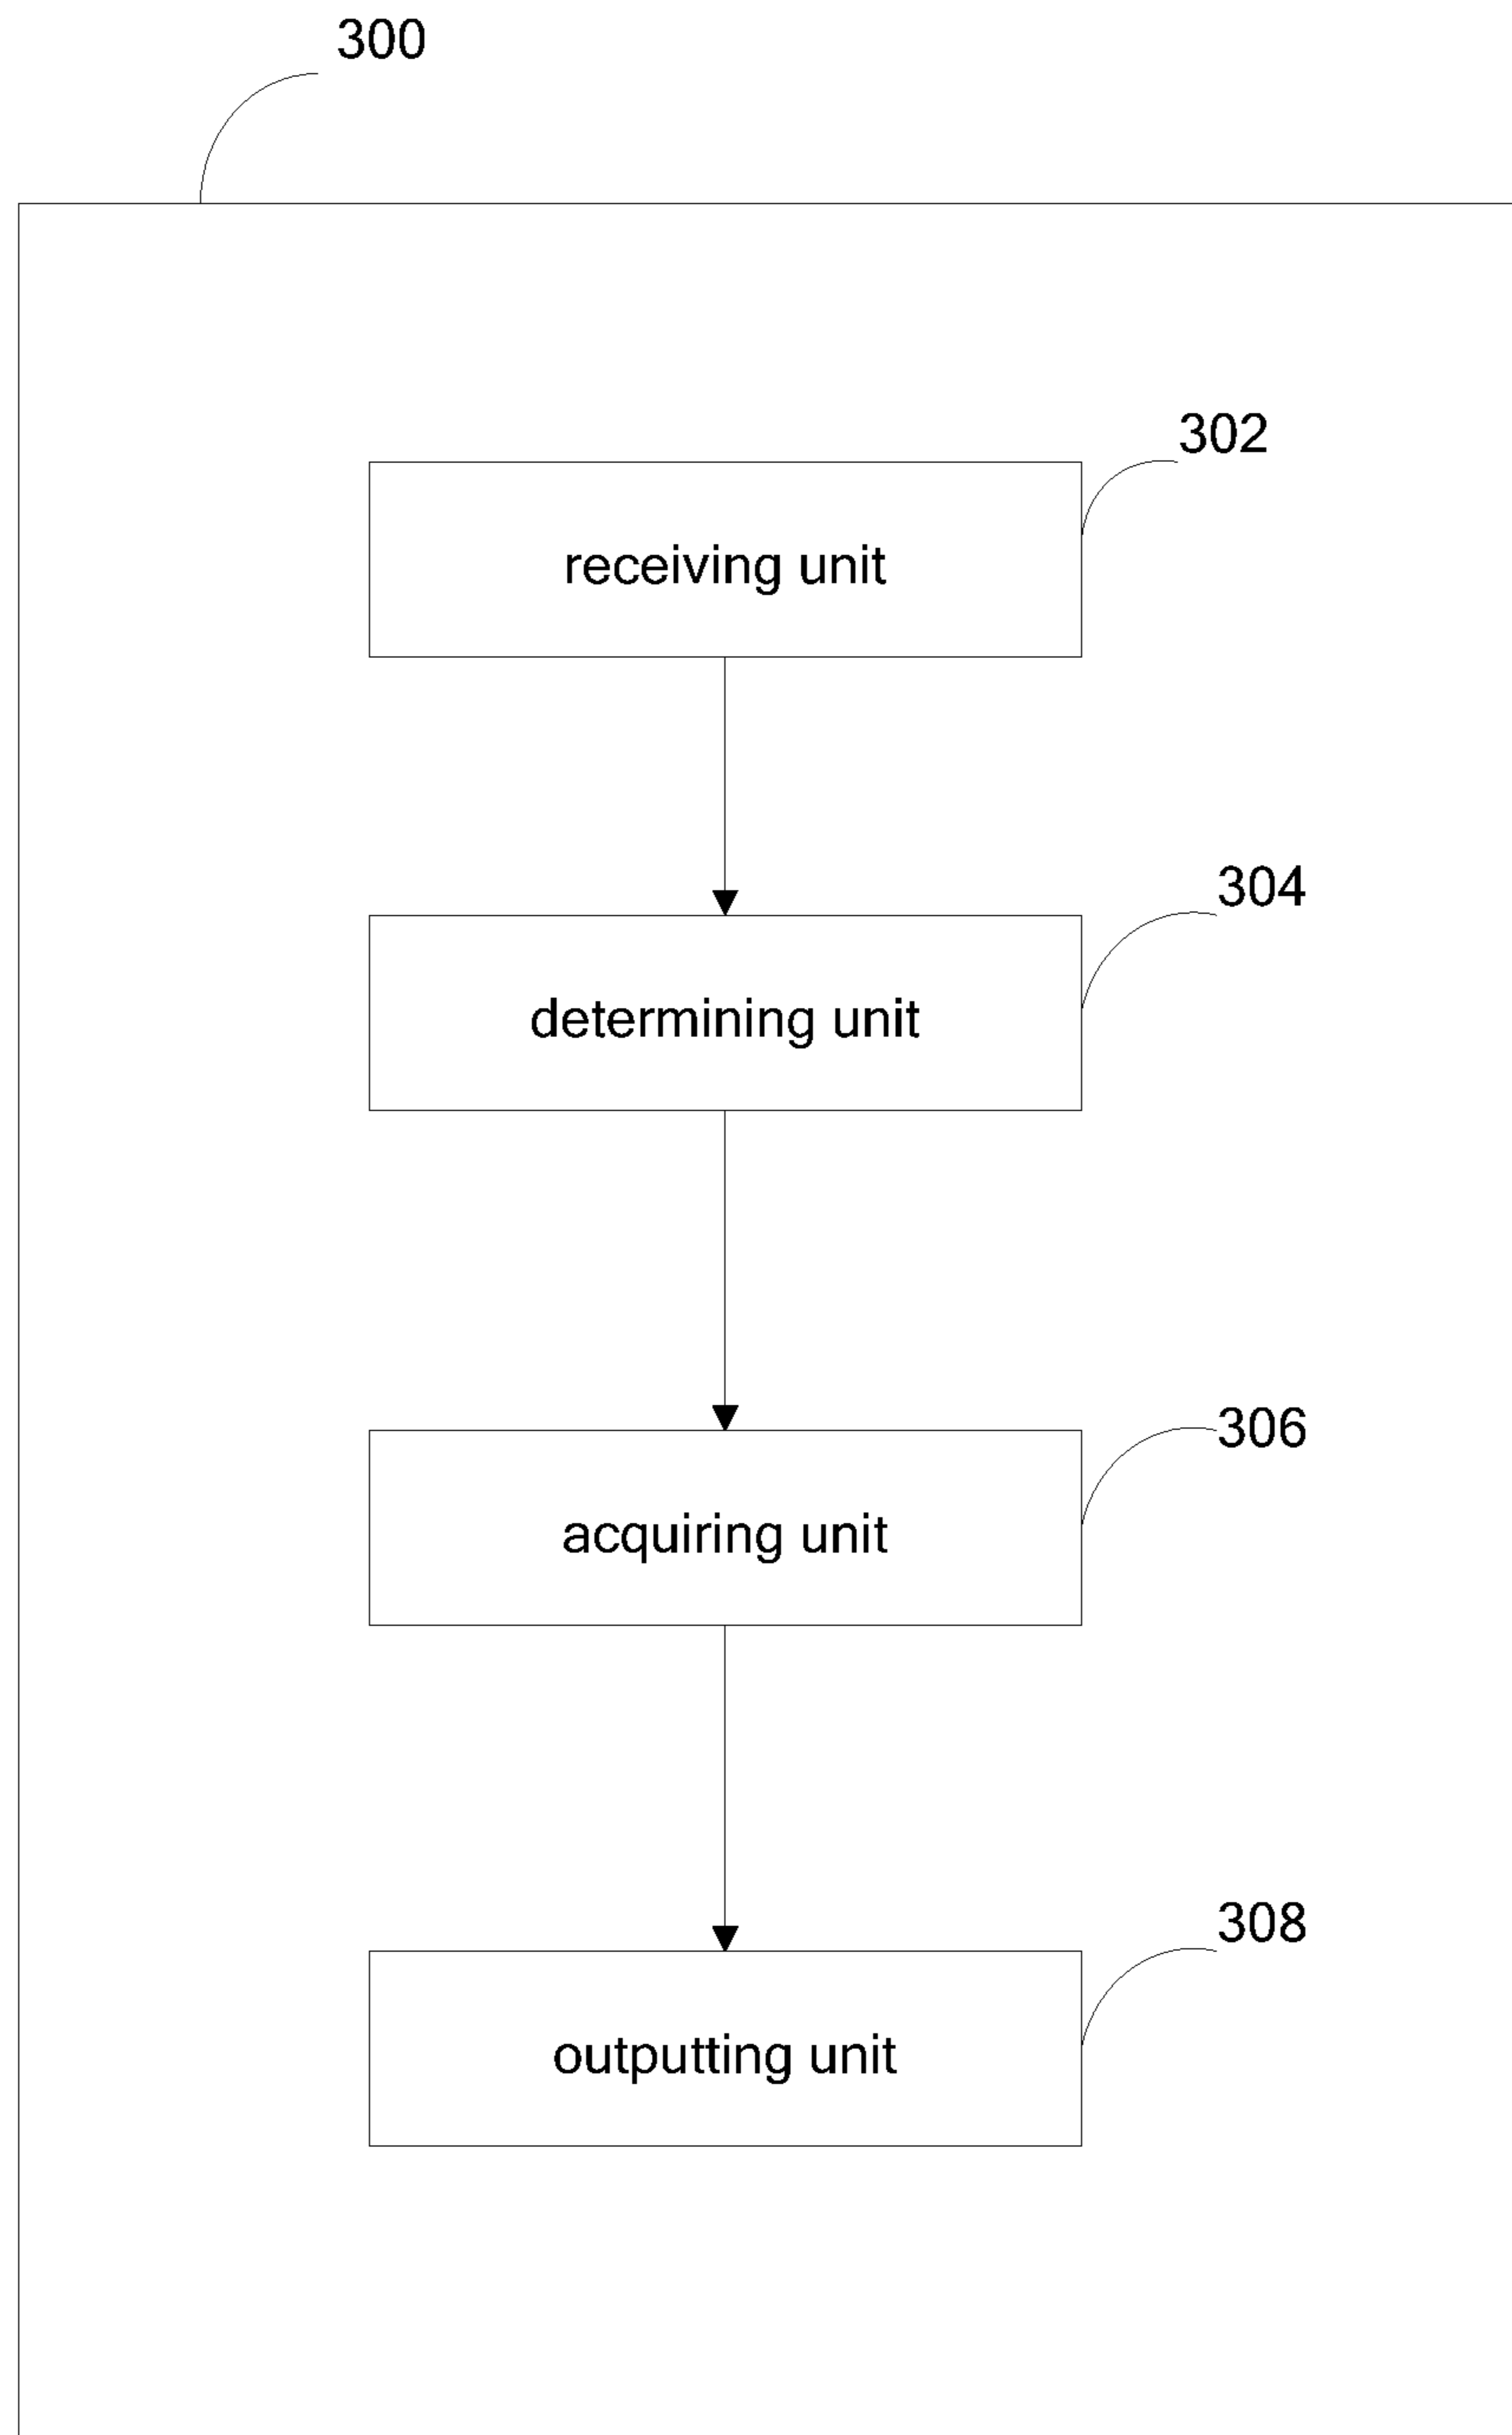 300
302
receiving unit
304
determining unit
306
acquiring unit
308
outputting unit